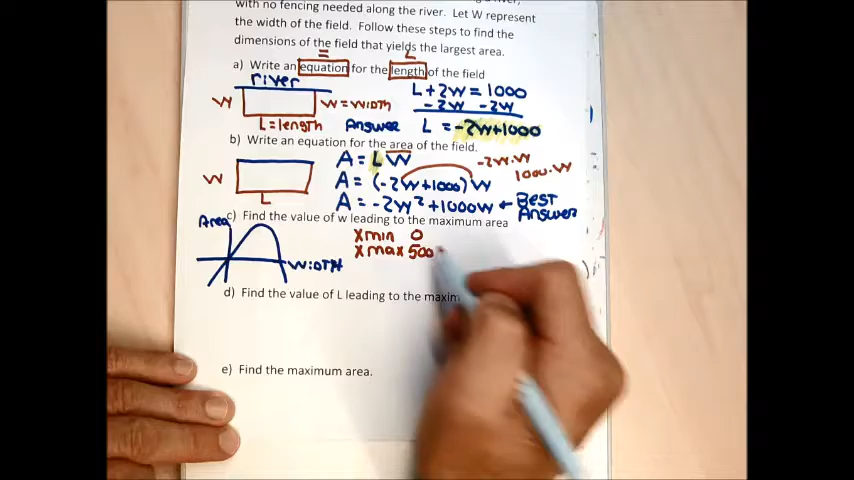 with no fencing needed along the river. Let W represent
the width of the field. Follow these steps to find the
dimensions of the field that yields the largest area.
= L
a) Write an equation for the length of the field
river
L + 2W = 1000
W W = WIDTH -2W -2W
L = length Answer L = -2W+1000
b) Write an equation for the area of the field.
A = L W -2W·W
1000·W
W A = (-2W+1000)W
L A = -2W² + 1000W ← BEST Answer
c) Find the value of w leading to the maximum area
Area
Xmin 0
Xmax 500
WIDTH
d) Find the value of L leading to the
e) Find the maximum area.